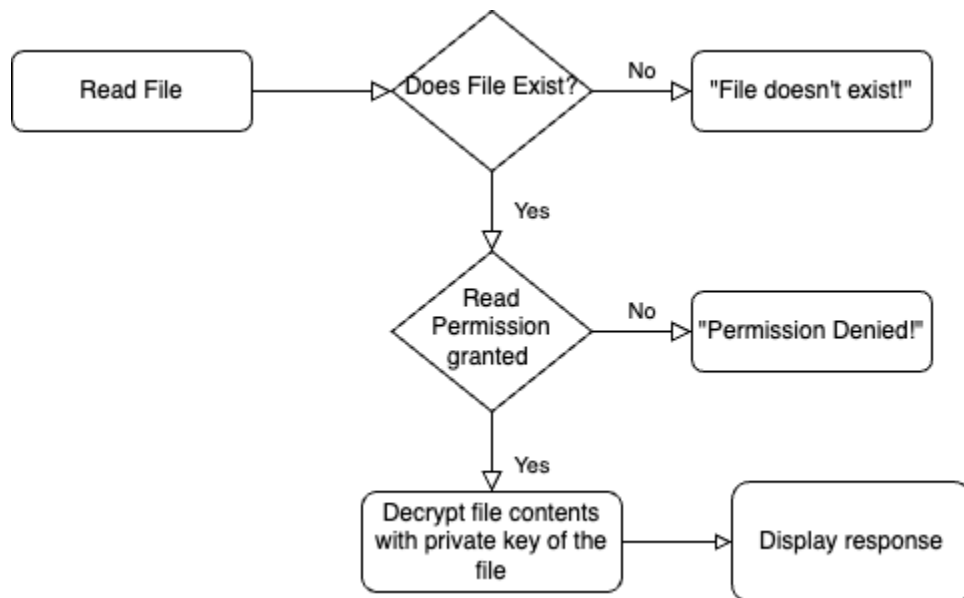 Read File
Does File Exist?
No
"File doesn't exist!"
Yes
Read
Permission
granted
No
"Permission Denied!"
Yes
Decrypt file contents
with private key of the
file
Display response